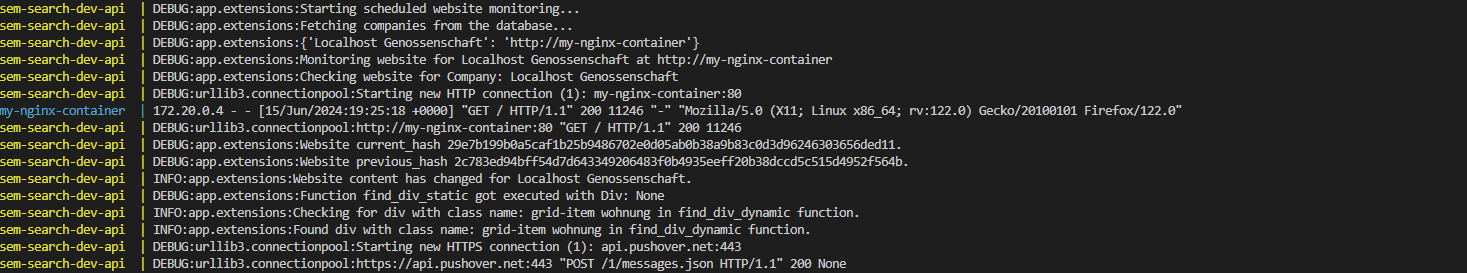 sem-search-dev-api | DEBUG:app.extensions:Starting scheduled website monitoring...
sem-search-dev-api | DEBUG:app.extensions:Fetching companies from the database...
sem-search-dev-api | DEBUG:app.extensions:{'Localhost Genossenschaft': 'http://my-nginx-container'}
sem-search-dev-api | DEBUG:app.extensions:Monitoring website for Localhost Genossenschaft at http://my-nginx-container
sem-search-dev-api | DEBUG:app.extensions:Checking website for Company: Localhost Genossenschaft
sem-search-dev-api | DEBUG:urllib3.connectionpool:Starting new HTTP connection (1): my-nginx-container:80
my-nginx-container | 172.20.0.4 - - [15/Jun/2024:19:25:18 +0000] "GET / HTTP/1.1" 200 11246 "-" "Mozilla/5.0 (X11; Linux x86_64; rv:122.0) Gecko/20100101 Firefox/122.0"
sem-search-dev-api | DEBUG:urllib3.connectionpool:http://my-nginx-container:80 "GET / HTTP/1.1" 200 11246
sem-search-dev-api | DEBUG:app.extensions:Website current_hash 29e7b199b0a5caf1b25b9486702e0d05ab0b38a9b83c0d3d96246303656ded11.
sem-search-dev-api | DEBUG:app.extensions:Website previous_hash 2c783ed94bff54d7d643349206483f0b4935eeff20b38dccd5c515d4952f564b.
sem-search-dev-api | INFO:app.extensions:Website content has changed for Localhost Genossenschaft.
sem-search-dev-api | DEBUG:app.extensions:Function find_div_static got executed with Div: None
sem-search-dev-api | INFO:app.extensions:Checking for div with class name: grid-item wohnung in find_div_dynamic function.
sem-search-dev-api | INFO:app.extensions:Found div with class name: grid-item wohnung in find_div_dynamic function.
sem-search-dev-api | DEBUG:urllib3.connectionpool:Starting new HTTPS connection (1): api.pushover.net:443
sem-search-dev-api | DEBUG:urllib3.connectionpool:https://api.pushover.net:443 "POST /1/messages.json HTTP/1.1" 200 None